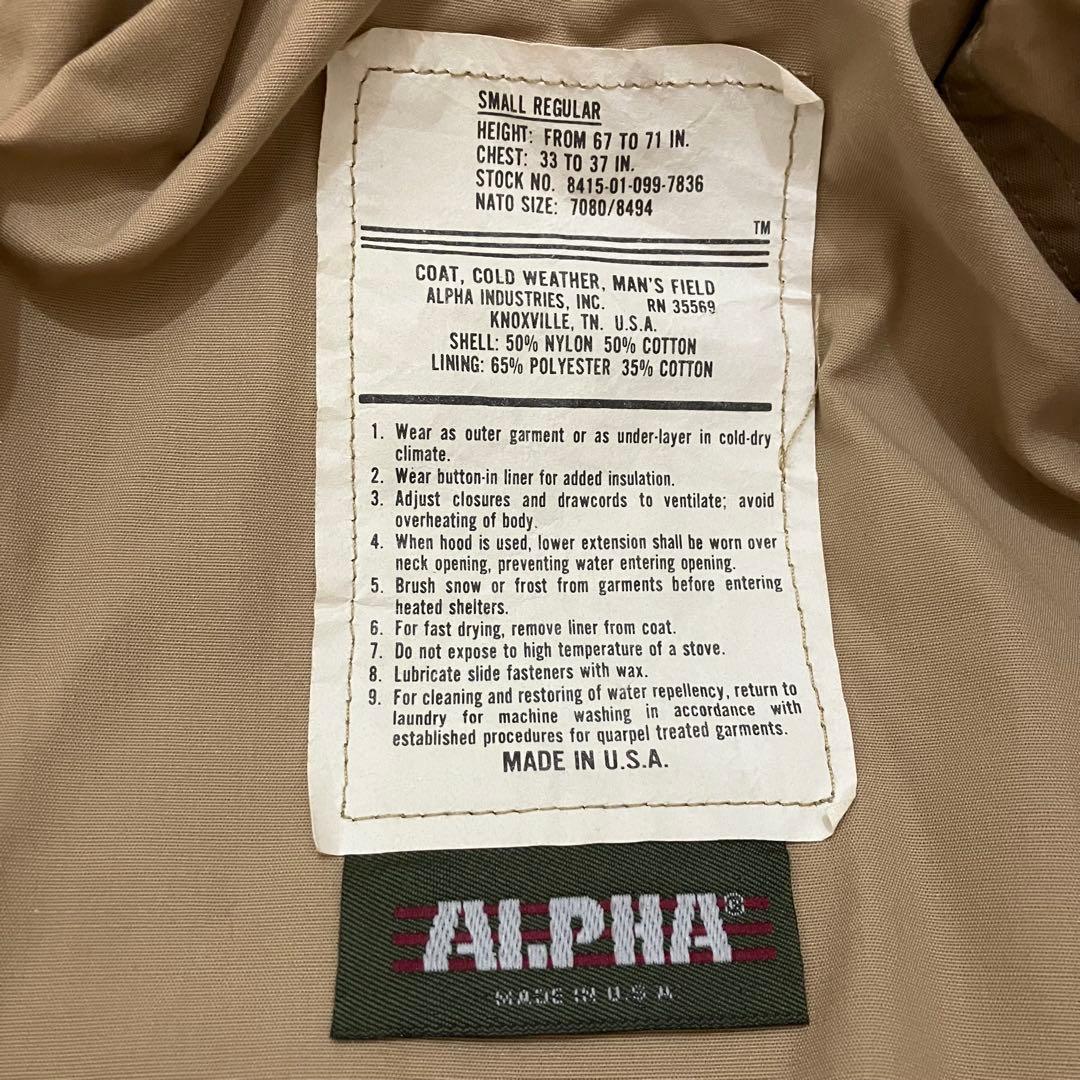 SMALL REGULAR
HEIGHT: FROM 67 TO 71 IN.
CHEST: 33 TO 37 IN.
STOCK NO. 8415-01-099-7836
NATO SIZE: 7080/8494
TM
COAT, COLD WEATHER, MAN'S FIELD
ALPHA INDUSTRIES, INC. RN 35569
KNOXVILLE, TN. U.S.A.
SHELL: 50% NYLON 50% COTTON
LINING: 65% POLYESTER 35% COTTON
1. Wear as outer garment or as under-layer in cold-dry
climate.
2. Wear button-in liner for added insulation.
3. Adjust closures and drawcords to ventilate; avoid
overheating of body.
4. When hood is used, lower extension shall be worn over
neck opening, preventing water entering opening.
5. Brush snow or frost from garments before entering
heated shelters.
6. For fast drying, remove liner from coat.
7. Do not expose to high temperature of a stove.
8. Lubricate slide fasteners with wax.
9. For cleaning and restoring of water repellency, return to
laundry for machine washing in accordance with
established procedures for quarpel treated garments.
MADE IN U.S.A.
ALPHA®
MADE IN U.S.A